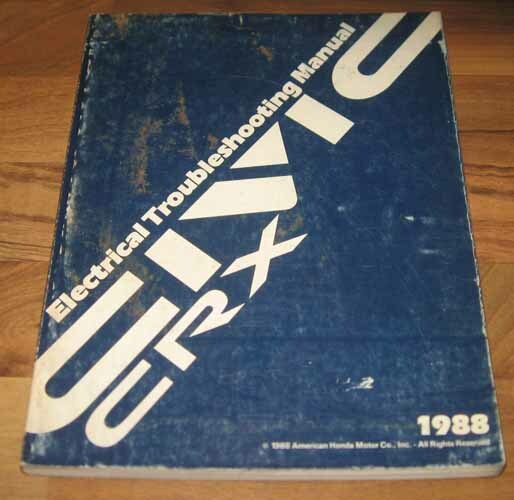 Electrical Troubleshooting Manual
CIVIC
CRX
1988
© 1988 American Honda Motor Co., Inc. - All Rights Reserved